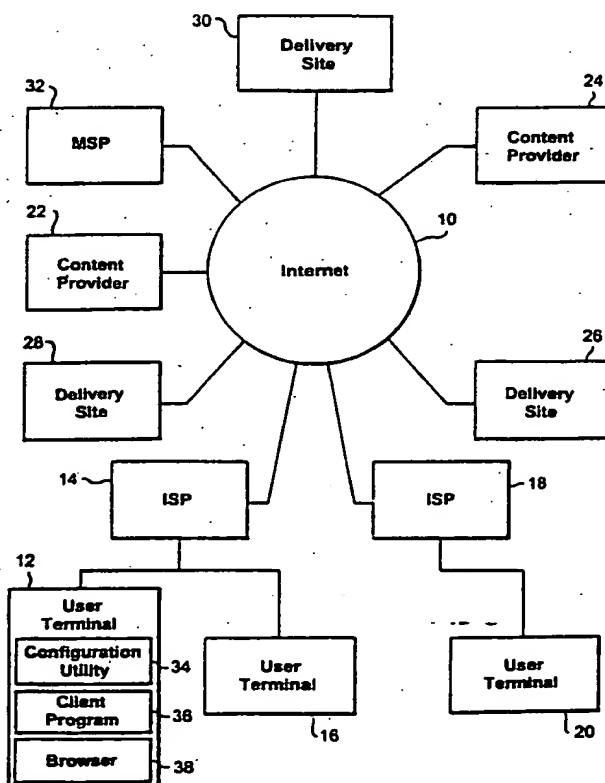 30
Delivery
Site
32
MSP
24
Content
Provider
22
Content
Provider
10
Internet
28
Delivery
Site
26
Delivery
Site
14
ISP
ISP
18
12
User
Terminal
Configuration
Utility
34
Client
Program
36
Browser
38
User
Terminal
16
User
Terminal
20